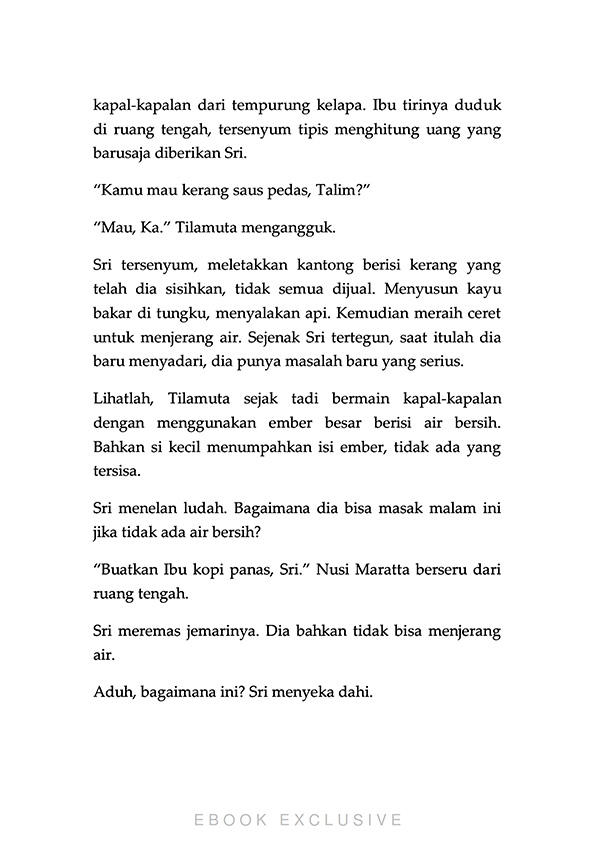 kapal-kapalan dari tempurung kelapa. Ibu tirinya duduk
di ruang tengah, tersenyum tipis menghitung uang yang
barusaja diberikan Sri.
“Kamu mau kerang saus pedas, Talim?”
“Mau, Ka.” Tilamuta mengangguk.
Sri tersenyum, meletakkan kantong berisi kerang yang
telah dia sisihkan, tidak semua dijual. Menyusun kayu
bakar di tungku, menyalakan api. Kemudian meraih ceret
untuk menjerang air. Sejenak Sri tertegun, saat itulah dia
baru menyadari, dia punya masalah baru yang serius.
Lihatlah, Tilamuta sejak tadi bermain kapal-kapalan
dengan menggunakan ember besar berisi air bersih.
Bahkan si kecil menumpahkan isi ember, tidak ada yang
tersisa.
Sri menelan ludah. Bagaimana dia bisa masak malam ini
jika tidak ada air bersih?
“Buatkan Ibu kopi panas, Sri.” Nusi Maratta berseru dari
ruang tengah.
Sri meremas jemarinya. Dia bahkan tidak bisa menjerang
air.
Aduh, bagaimana ini? Sri menyeka dahi.
EBOOK EXCLUSIVE